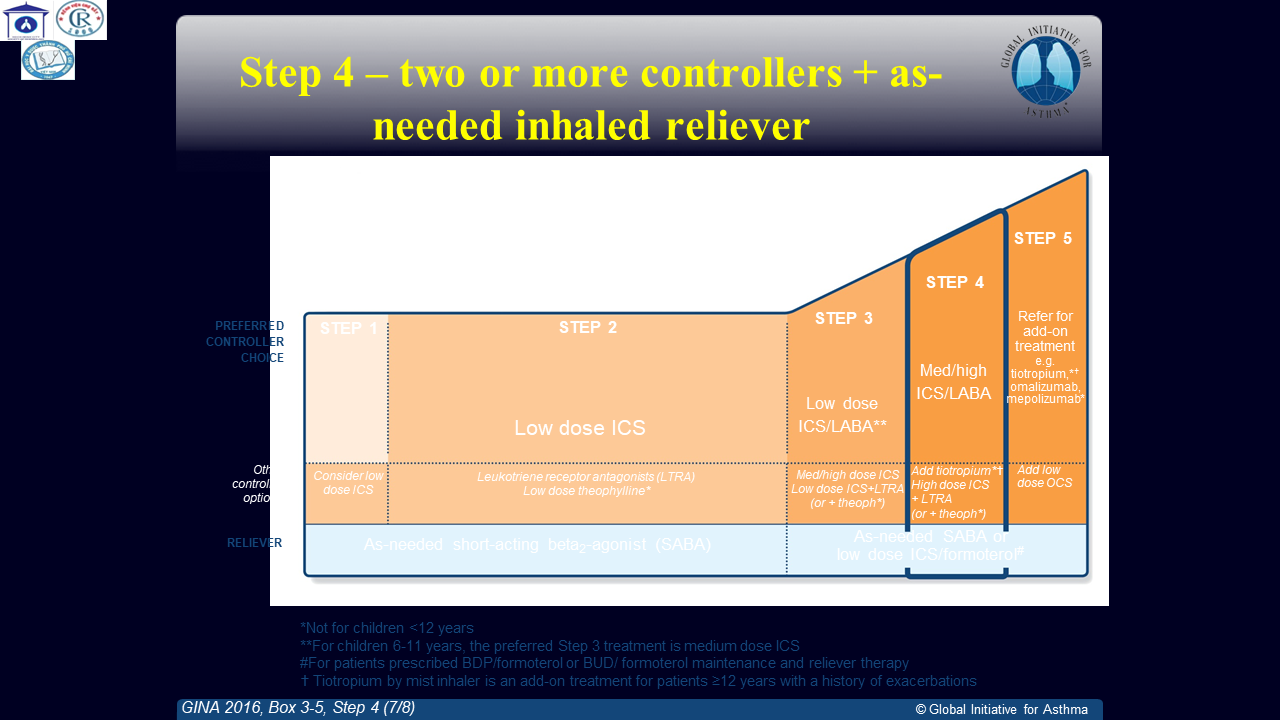 GLOBAL INITIATIVE FOR
ASTHMA
Step 4 – two or more controllers + as-
needed inhaled reliever
PREFERRED
CONTROLLER
CHOICE
STEP 1
STEP 2
Low dose ICS
STEP 3
Low dose
ICS/LABA**
STEP 4
Med/high
ICS/LABA
STEP 5
Refer for
add-on
treatment
e.g.
tiotropium,*†
omalizumab,
mepolizumab*
Oth
controll
optio
Consider low
dose ICS
Leukotriene receptor antagonists (LTRA)
Low dose theophylline*
Med/high dose ICS
Low dose ICS+LTRA
(or + theoph*)
Add tiotropium*†
High dose ICS
+ LTRA
(or + theoph*)
Add low
dose OCS
RELIEVER
As-needed short-acting beta2-agonist (SABA)
As-needed SABA or
low dose ICS/formoterol#
*Not for children <12 years
**For children 6-11 years, the preferred Step 3 treatment is medium dose ICS
#For patients prescribed BDP/formoterol or BUD/ formoterol maintenance and reliever therapy
† Tiotropium by mist inhaler is an add-on treatment for patients ≥12 years with a history of exacerbations
GINA 2016, Box 3-5, Step 4 (7/8)
© Global Initiative for Asthma